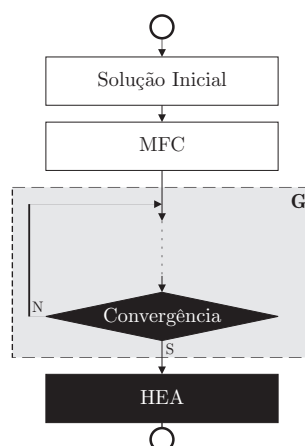 Solução Inicial
MFC
G
N
Convergência
S
HEA